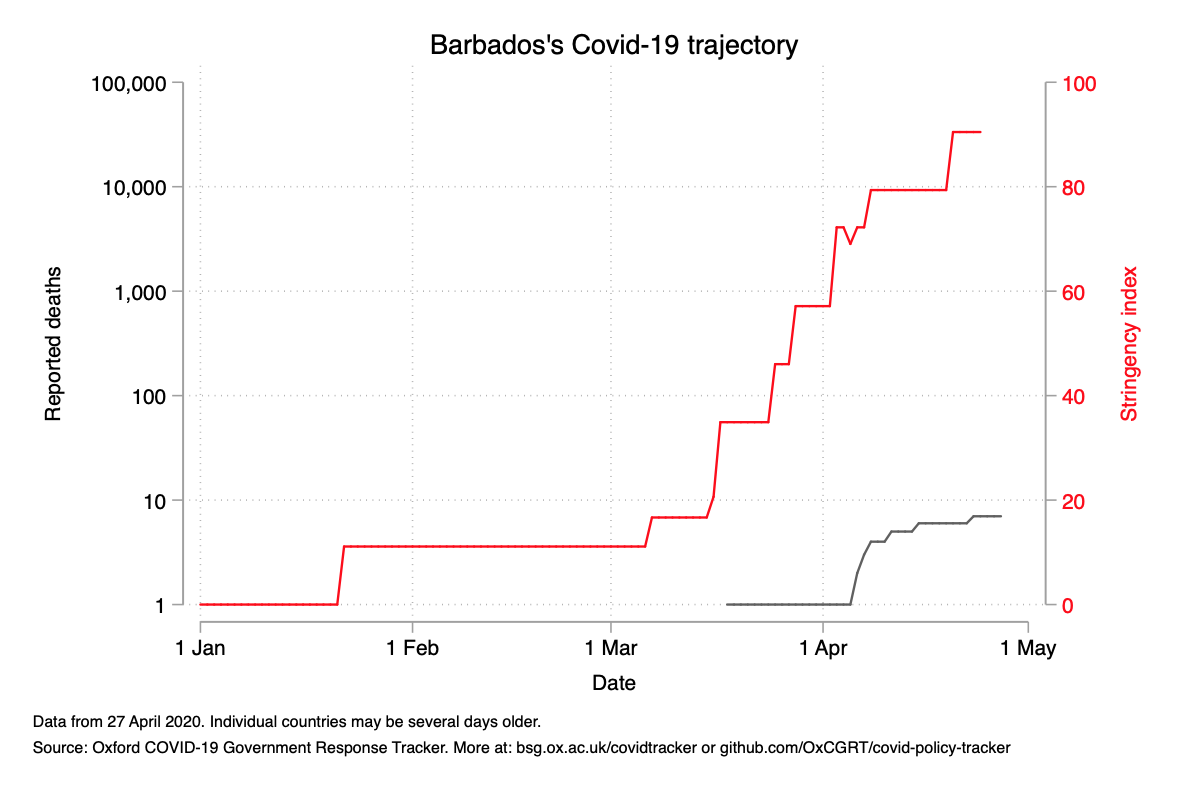 Barbados's Covid-19 trajectory
100,000
10,000
1,000
100
10
1
Reported deaths
100
80
60
40
20
0
Stringency index
1 Jan
1 Feb
1 Mar
1 Apr
1 May
Date
Data from 27 April 2020. Individual countries may be several days older.
Source: Oxford COVID-19 Government Response Tracker. More at: bsg.ox.ac.uk/covidtracker or github.com/OxCGRT/covid-policy-tracker